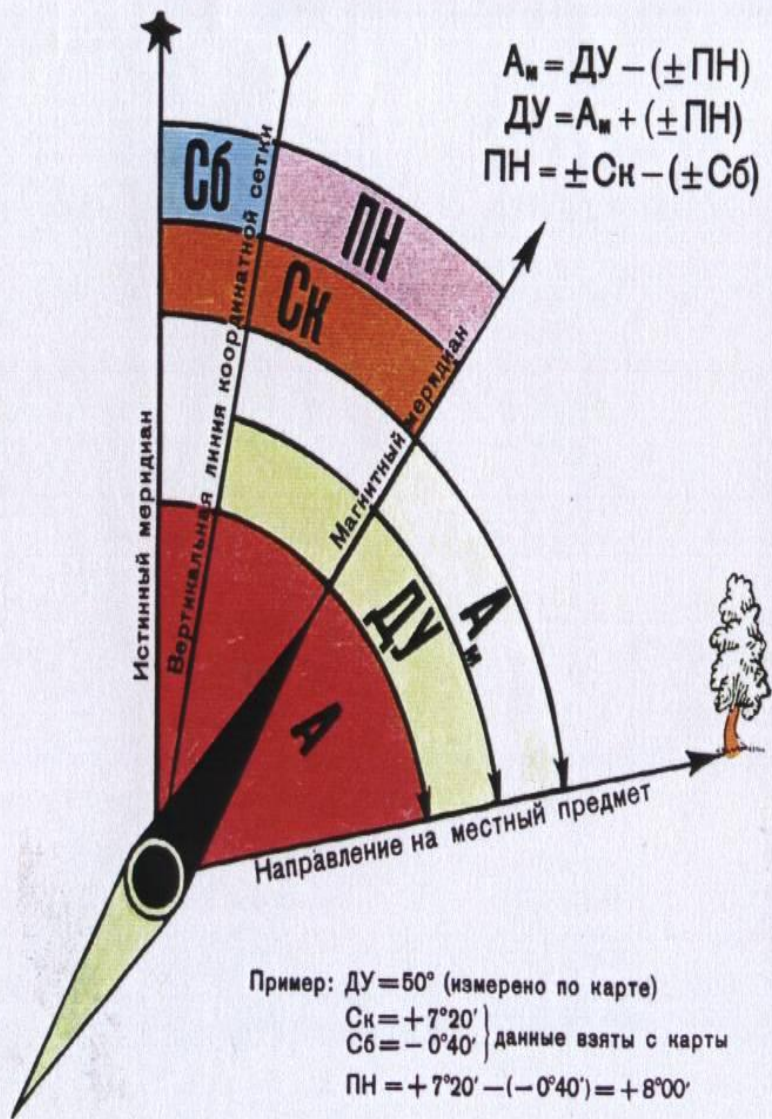 Aм = ДУ – (± ПН)
ДУ = Aм + (± ПН)
ПН = ± Ск – (± Сб)
Y
Сб
ПН
Ск
Истинный меридиан
Вертикальная линия координатной сетки
Магнитный меридиан
А
ДУ
Ам
Направление на местный предмет
Пример: ДУ = 50° (измерено по карте)
Ск = + 7°20′
Сб = – 0°40′ } данные взяты с карты
ПН = + 7°20′ – (– 0°40′) = + 8°00′